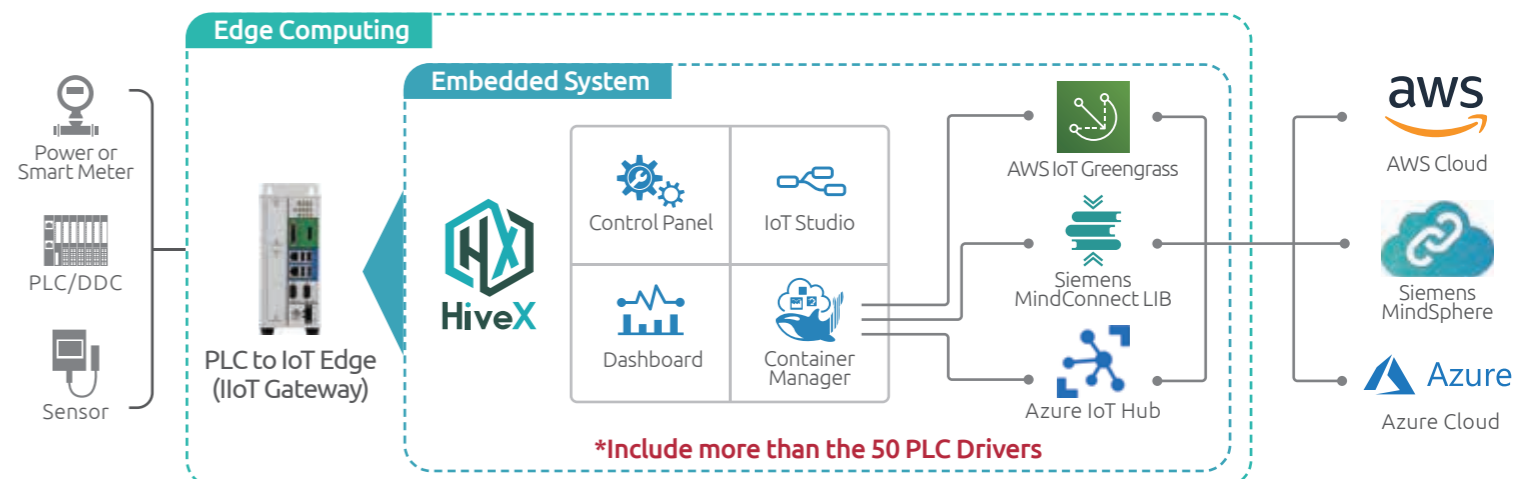 Edge Computing
Embedded System
Power or
Smart Meter
PLC/DDC
Sensor
PLC to IoT Edge
(IIoT Gateway)
HiveX
Control Panel
IoT Studio
Dashboard
Container
Manager
AWS IoT Greengrass
Siemens
MindConnect LIB
Azure IoT Hub
*Include more than the 50 PLC Drivers
aws
AWS Cloud
Siemens
MindSphere
Azure
Azure Cloud